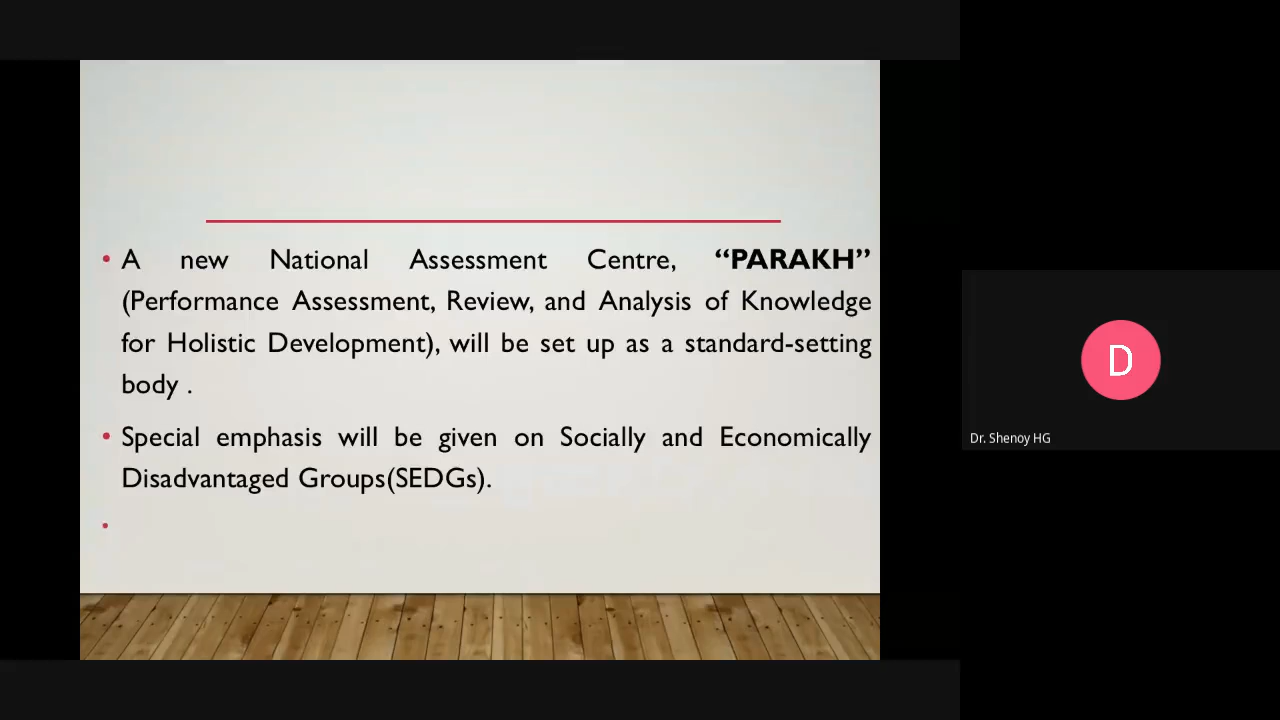 • A new National Assessment Centre, “PARAKH”
(Performance Assessment, Review, and Analysis of Knowledge
for Holistic Development), will be set up as a standard-setting
body .
• Special emphasis will be given on Socially and Economically
Disadvantaged Groups(SEDGs).
•
D
Dr. Shenoy HG